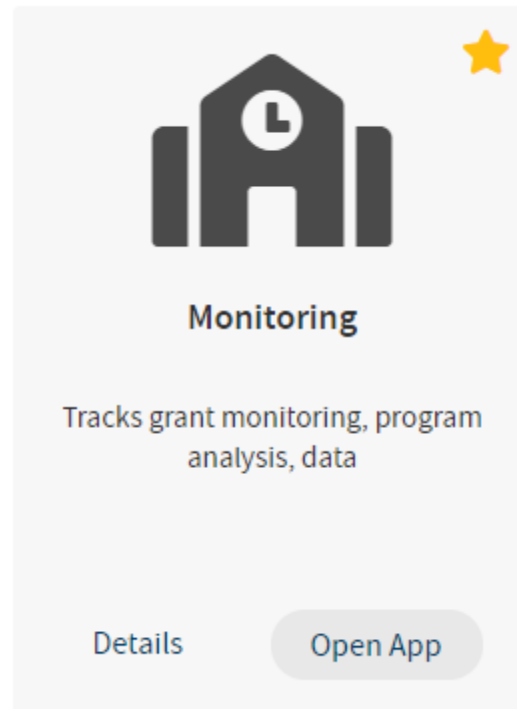 Monitoring
Tracks grant monitoring, program
analysis, data
Details
Open App